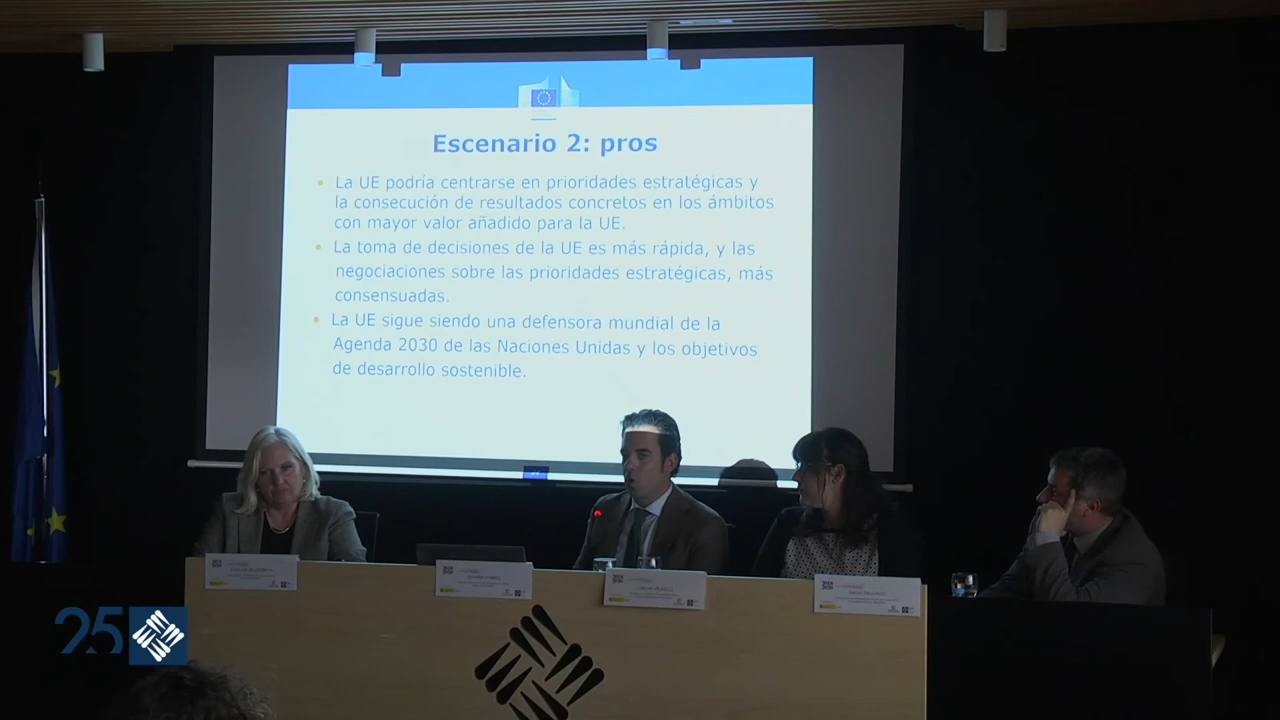 Escenario 2: pros
• La UE podría centrarse en prioridades estratégicas y
la consecución de resultados concretos en los ámbitos
con mayor valor añadido para la UE.
• La toma de decisiones de la UE es más rápida, y las
negociaciones sobre las prioridades estratégicas, más
consensuadas.
• La UE sigue siendo una defensora mundial de la
Agenda 2030 de las Naciones Unidas y los objetivos
de desarrollo sostenible.
25